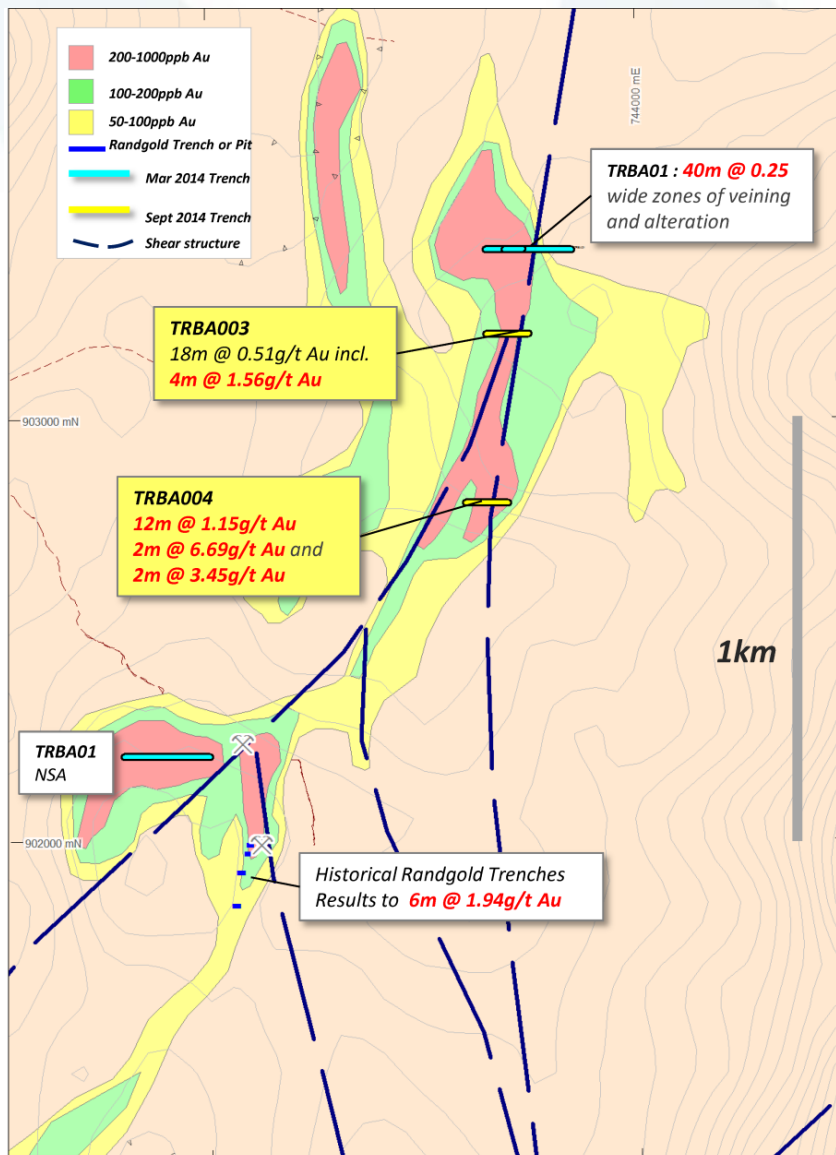 200-1000ppb Au
100-200ppb Au
50-100ppb Au
Randgold Trench or Pit
Mar 2014 Trench
Sept 2014 Trench
Shear structure
744000 mE
TRBA01 : 40m @ 0.25
wide zones of veining
and alteration
TRBA003
18m @ 0.51g/t Au incl.
4m @ 1.56g/t Au
903000 mN
TRBA004
12m @ 1.15g/t Au
2m @ 6.69g/t Au and
2m @ 3.45g/t Au
1km
TRBA01
NSA
902000 mN
Historical Randgold Trenches
Results to 6m @ 1.94g/t Au